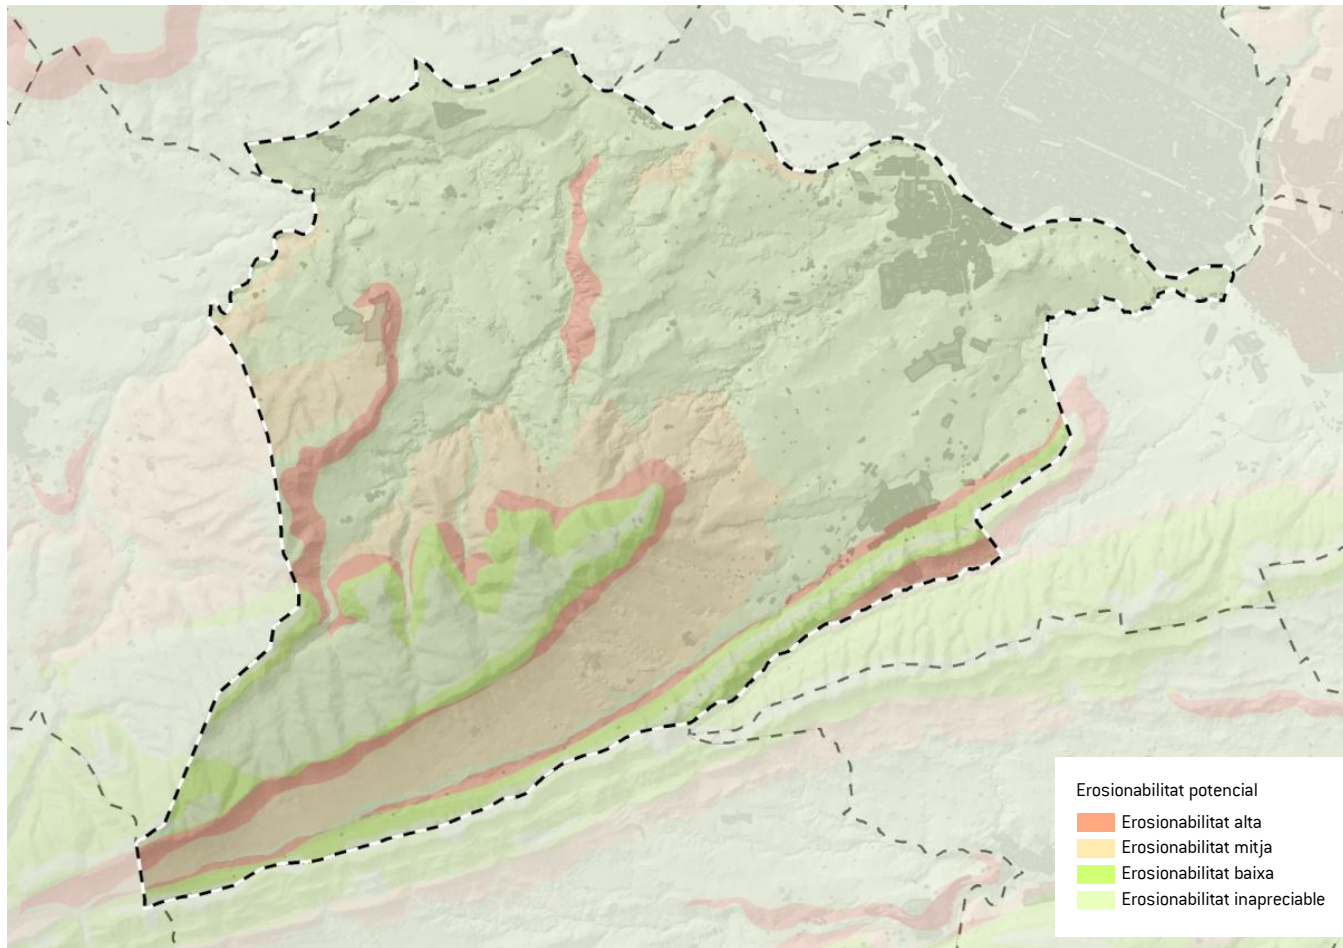 Erosionabilitat potencial
Erosionabilitat alta
Erosionabilitat mitja
Erosionabilitat baixa
Erosionabilitat inapreciable